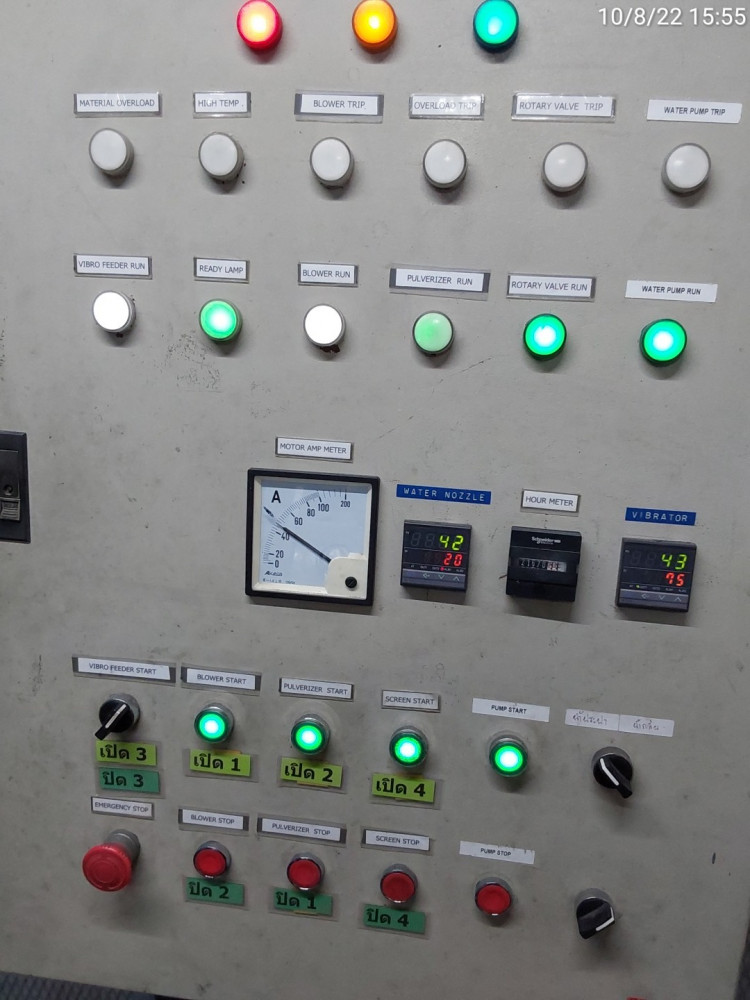 10/8/22 15:55
MATERIAL OVERLOAD
HIGH TEMP.
BLOWER TRIP
OVERLOAD TRIP
ROTARY VALVE TRIP
WATER PUMP TRIP
VIBRO FEEDER RUN
READY LAMP
BLOWER RUN
PULVERIZER RUN
ROTARY VALVE RUN
WATER PUMP RUN
MOTOR AMP METER
WATER NOZZLE
HOUR METER
VIBRATOR
A
0
20
40
60
80
100
200
42
20
Schneider
43
75
VIBRO FEEDER START
BLOWER START
PULVERIZER START
SCREEN START
PUMP START
เปิด 3
เปิด 1
เปิด 2
เปิด 4
ปิด 3
EMERGENCY STOP
BLOWER STOP
PULVERIZER STOP
SCREEN STOP
PUMP STOP
ปิด 2
ปิด 1
ปิด 4